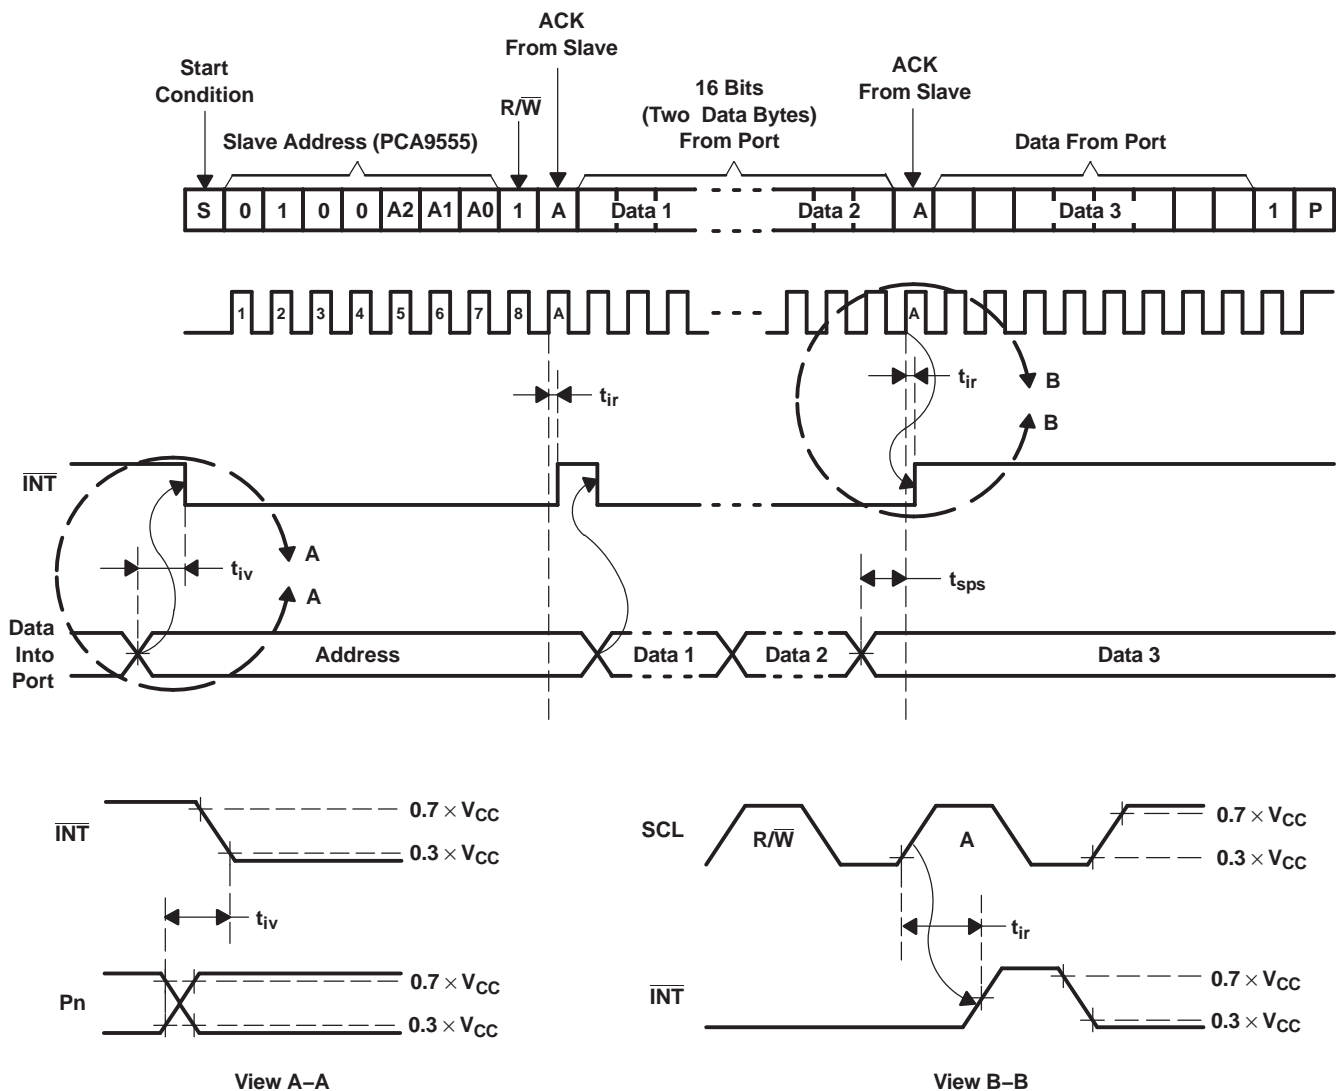 ACK
From Slave
Start
Condition
R/W̅
16 Bits
(Two Data Bytes)
From Port
ACK
From Slave
Slave Address (PCA9555)
Data From Port
S 0 1 0 0 A2 A1 A0 1 A Data 1 Data 2 A Data 3 1 P
1 2 3 4 5 6 7 8 A A
tir
tir
B
B
I̅N̅T̅
A
A
tiv
tsps
Data
Into
Port
Address
Data 1
Data 2
Data 3
I̅N̅T̅
0.7 × VCC
0.3 × VCC
tiv
Pn
0.7 × VCC
0.3 × VCC
View A–A
SCL
R/W̅
A
0.7 × VCC
0.3 × VCC
tir
I̅N̅T̅
0.7 × VCC
0.3 × VCC
View B–B